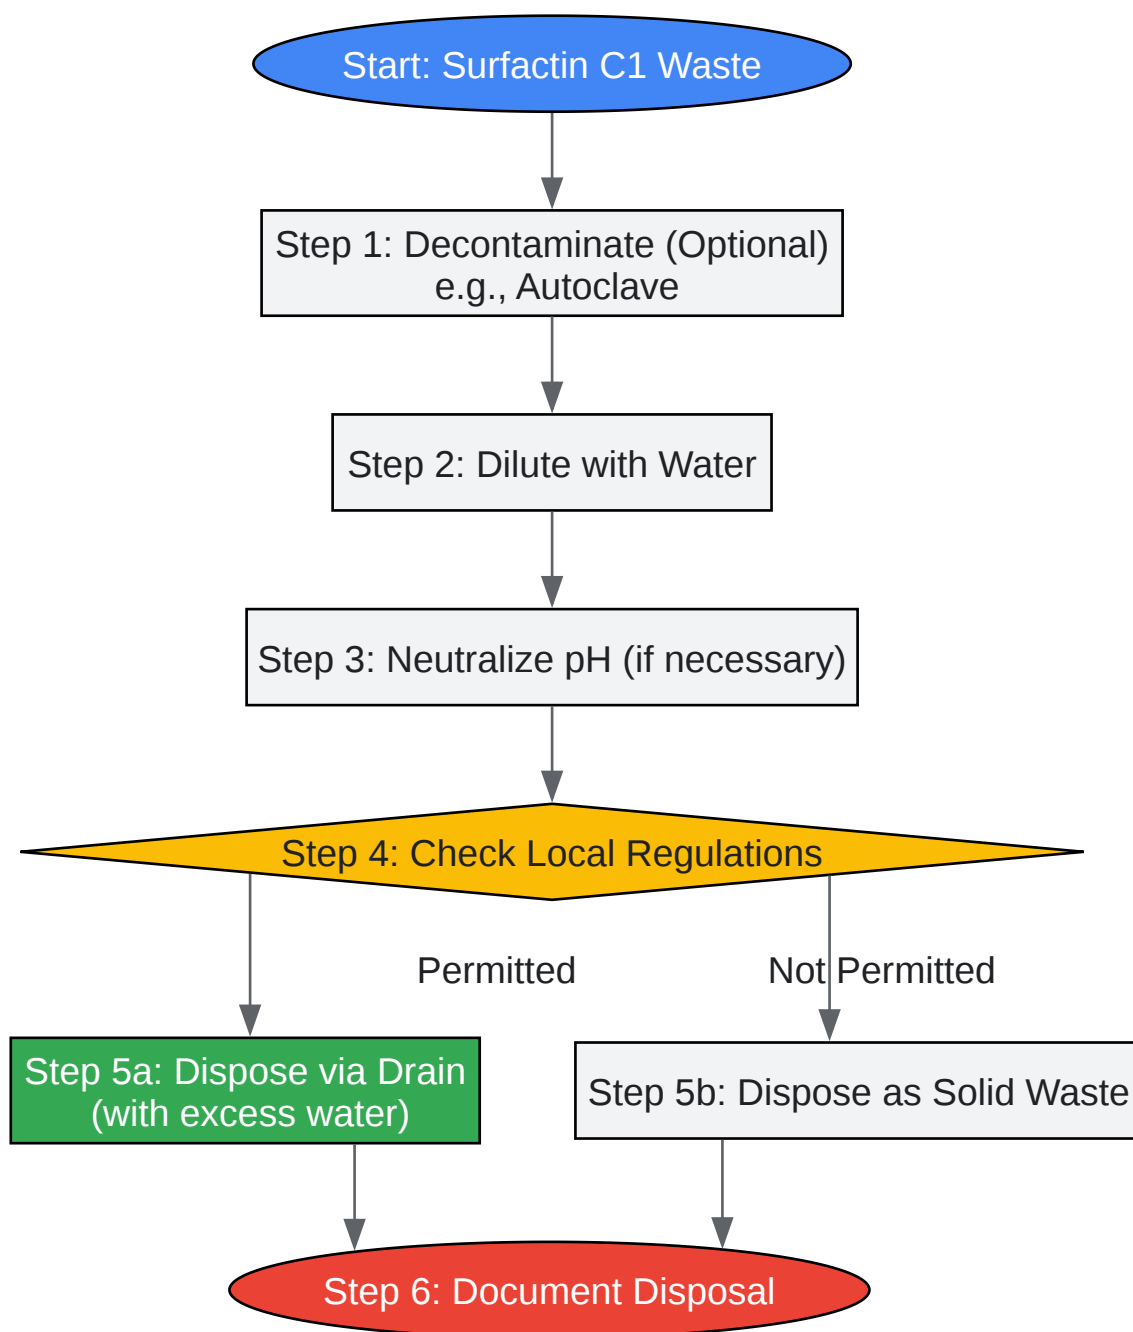 Start: Surfactin C1 Waste
Step 1: Decontaminate (Optional)
e.g., Autoclave
Step 2: Dilute with Water
Step 3: Neutralize pH (if necessary)
Step 4: Check Local Regulations
Permitted
Not Permitted
Step 5a: Dispose via Drain
(with excess water)
Step 5b: Dispose as Solid Waste
Step 6: Document Disposal